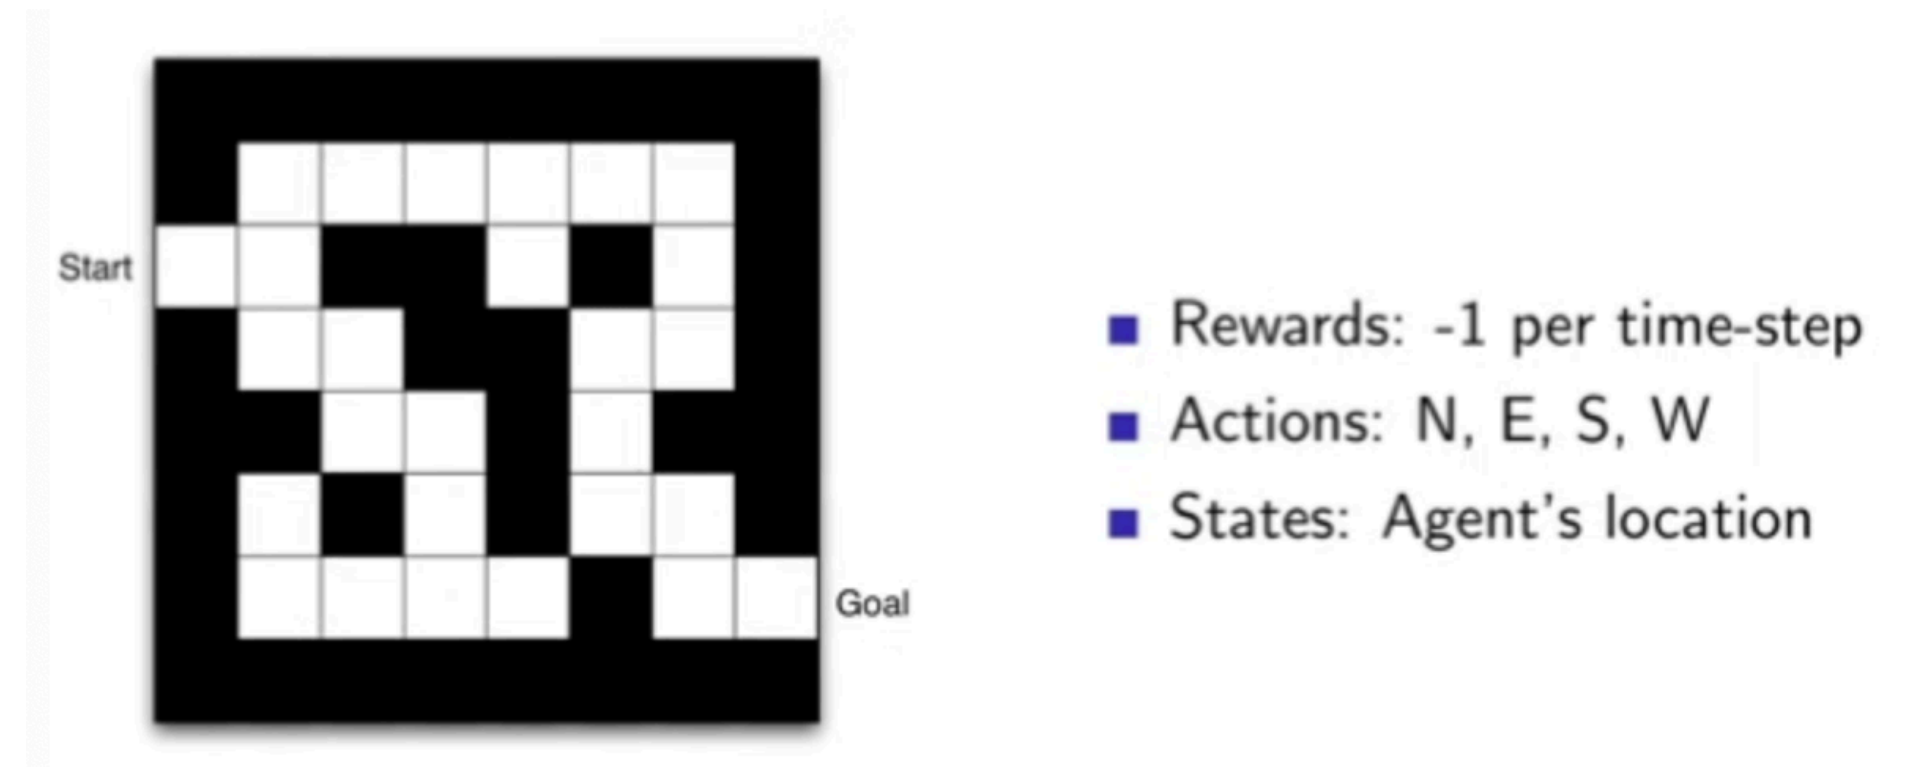 Start
Goal
Rewards: -1 per time-step
Actions: N, E, S, W
States: Agent's location